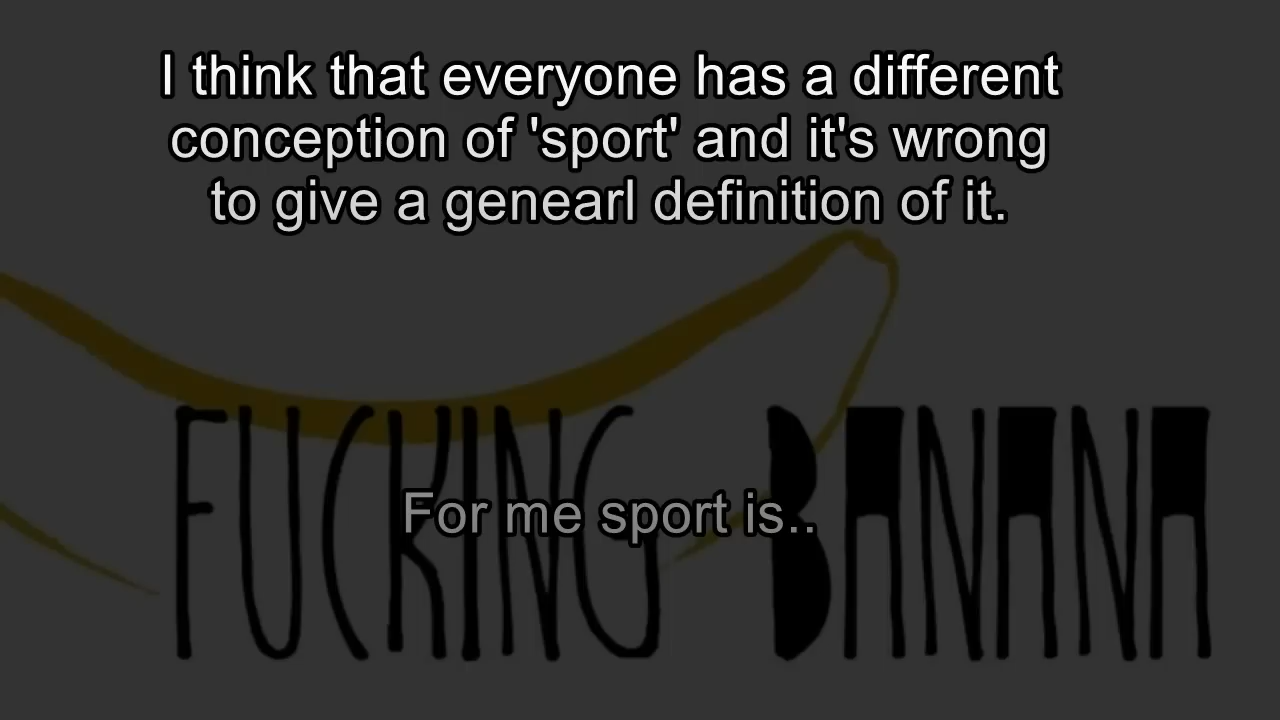 I think that everyone has a different
conception of 'sport' and it's wrong
to give a genearl definition of it.
FUCKING BANANA
For me sport is..